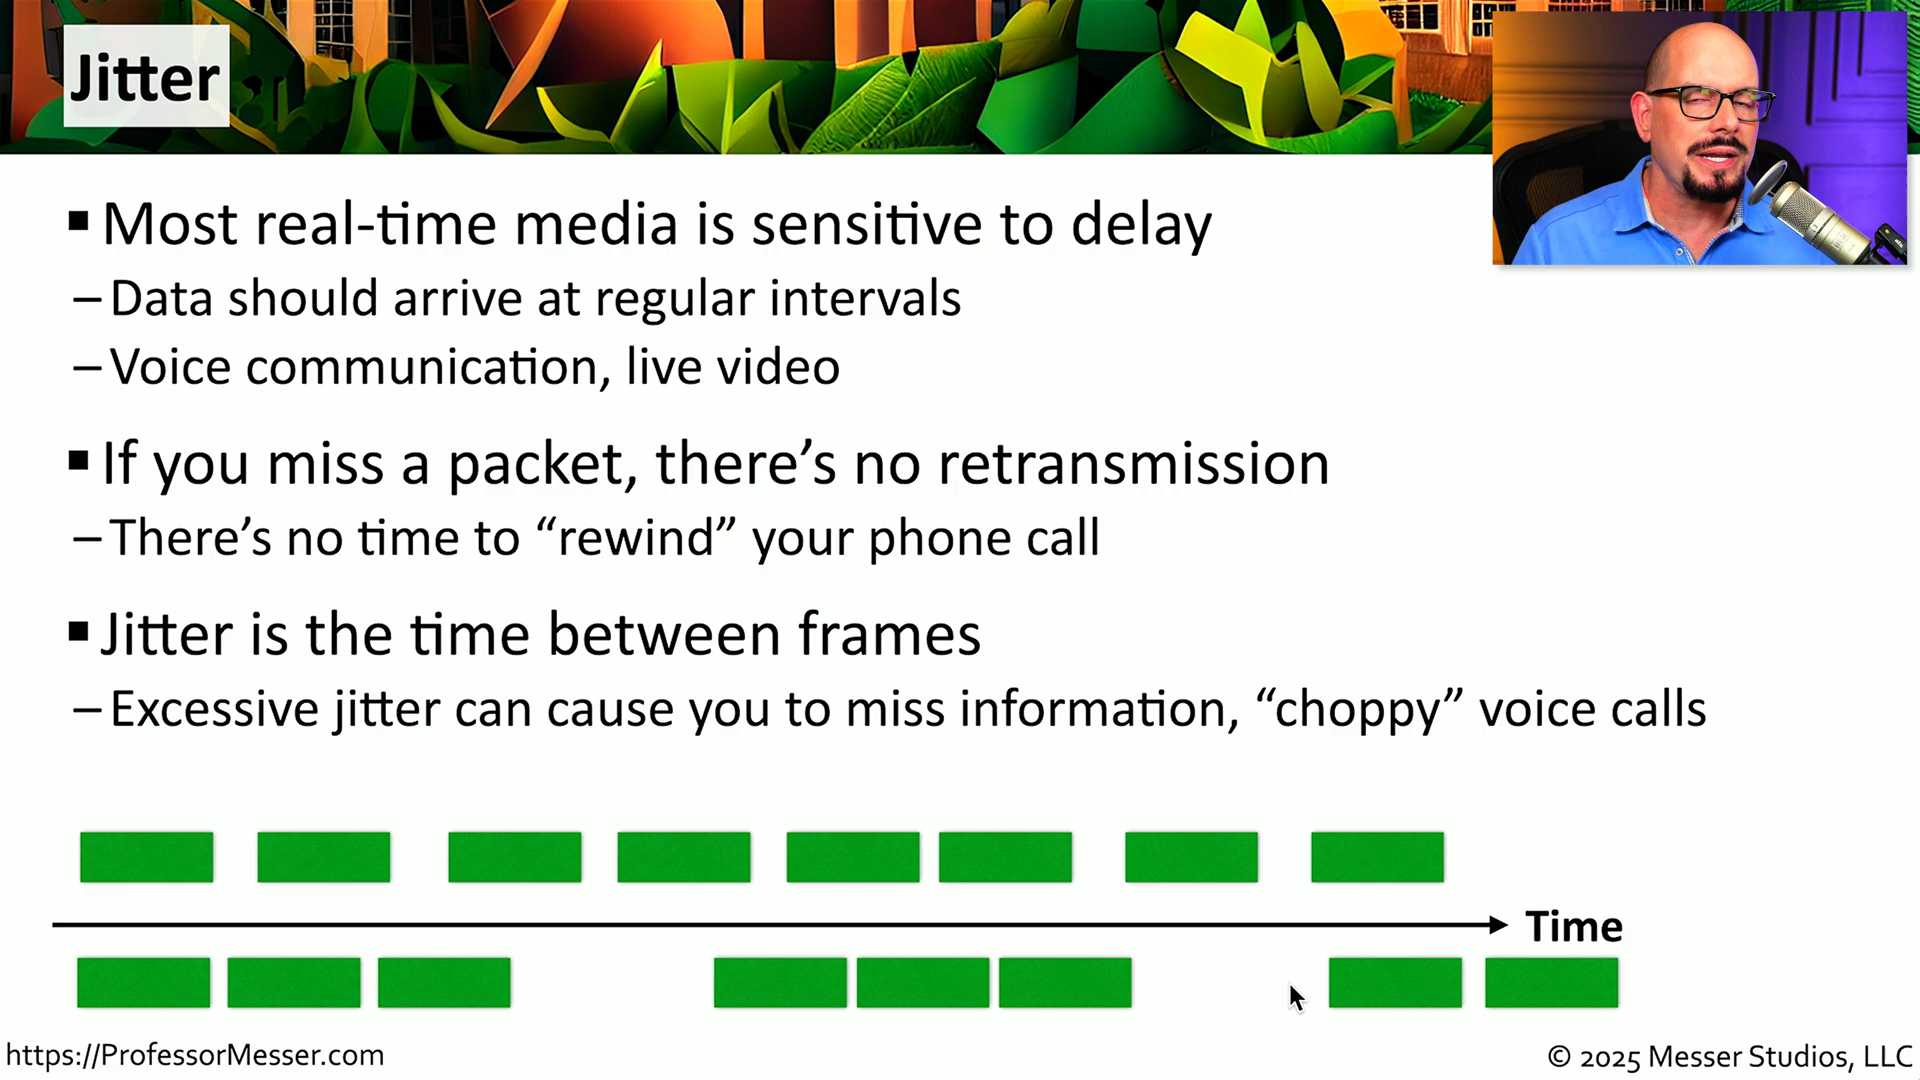 Jitter
▪ Most real-time media is sensitive to delay
– Data should arrive at regular intervals
– Voice communication, live video
▪ If you miss a packet, there’s no retransmission
– There’s no time to “rewind” your phone call
▪ Jitter is the time between frames
– Excessive jitter can cause you to miss information, “choppy” voice calls
Time
https://ProfessorMesser.com
© 2025 Messer Studios, LLC